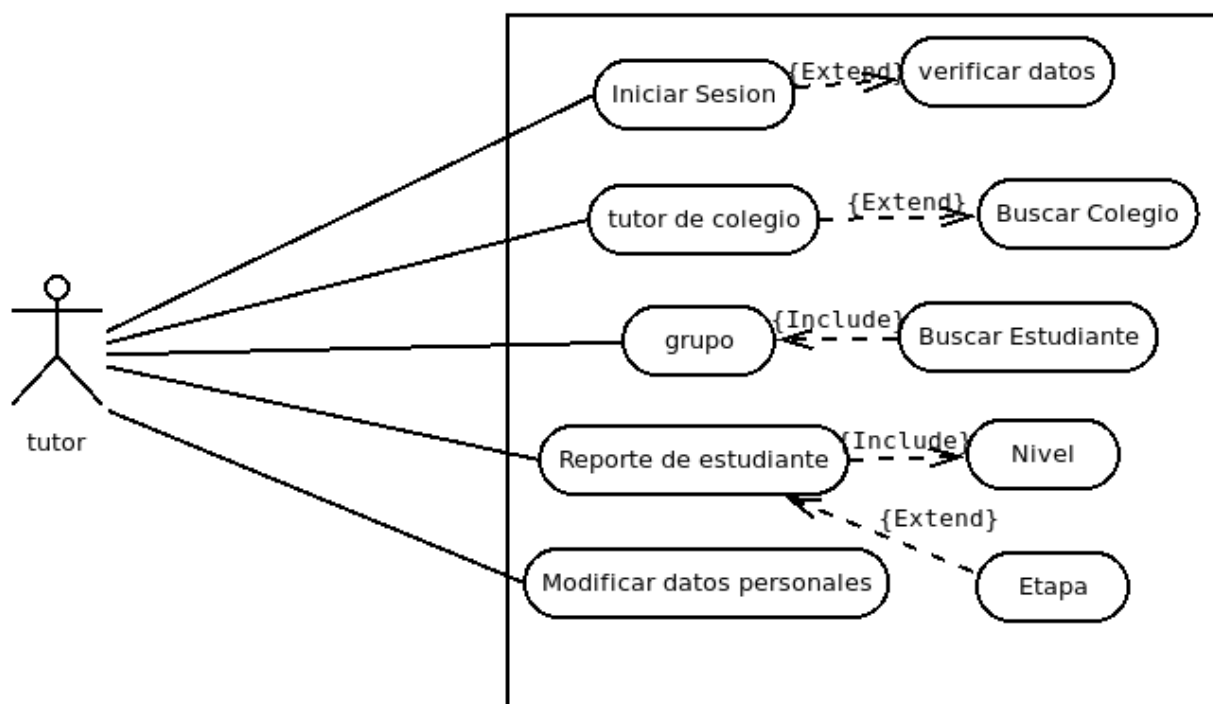 {Extend}
verificar datos
Iniciar Sesion
tutor de colegio
{Extend}
Buscar Colegio
grupo
{Include}
Buscar Estudiante
tutor
Reporte de estudiante
{Include}
Nivel
{Extend}
Modificar datos personales
Etapa